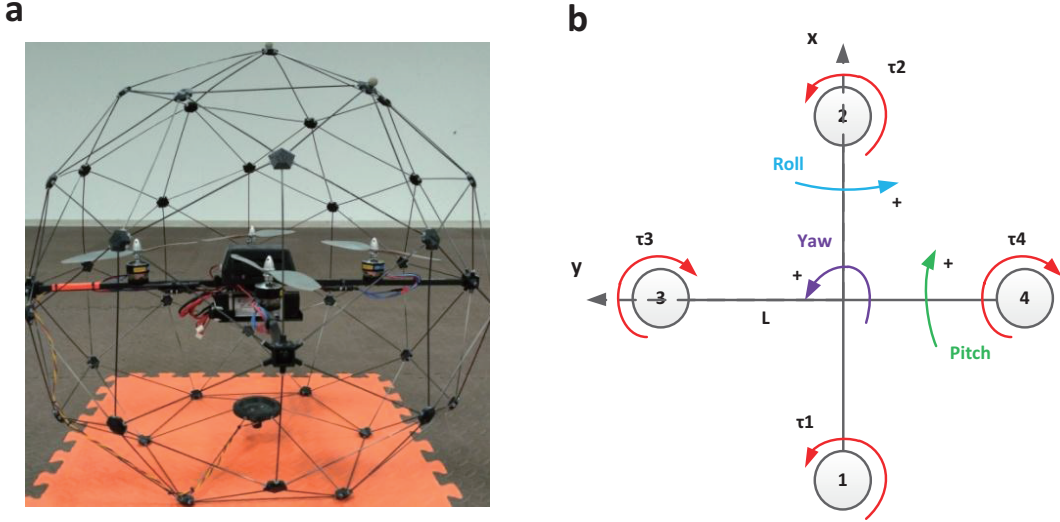 a
b
x
τ2
2
Roll
+
τ3
Yaw
τ4
y
+
+
3
4
L
Pitch
τ1
1